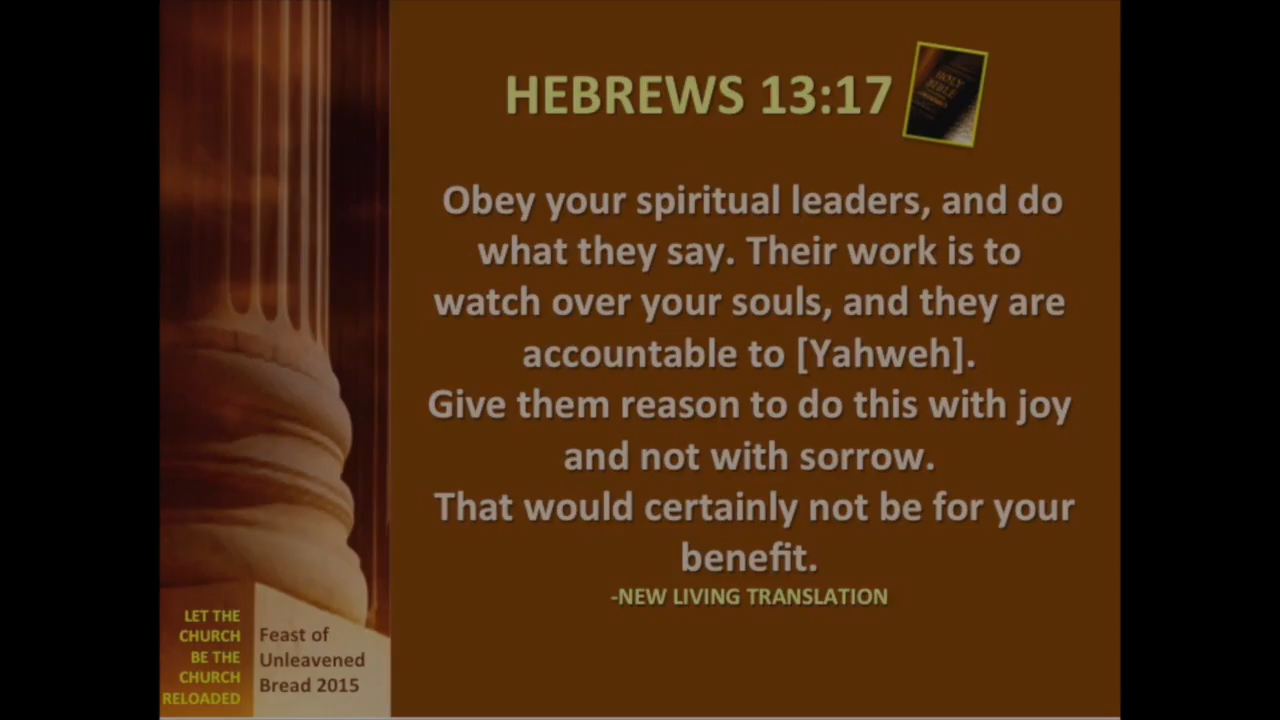 HEBREWS 13:17
HOLY
BIBLE
Obey your spiritual leaders, and do
what they say. Their work is to
watch over your souls, and they are
accountable to [Yahweh].
Give them reason to do this with joy
and not with sorrow.
That would certainly not be for your
benefit.
-NEW LIVING TRANSLATION
LET THE
CHURCH
BE THE
CHURCH
RELOADED
Feast of
Unleavened
Bread 2015